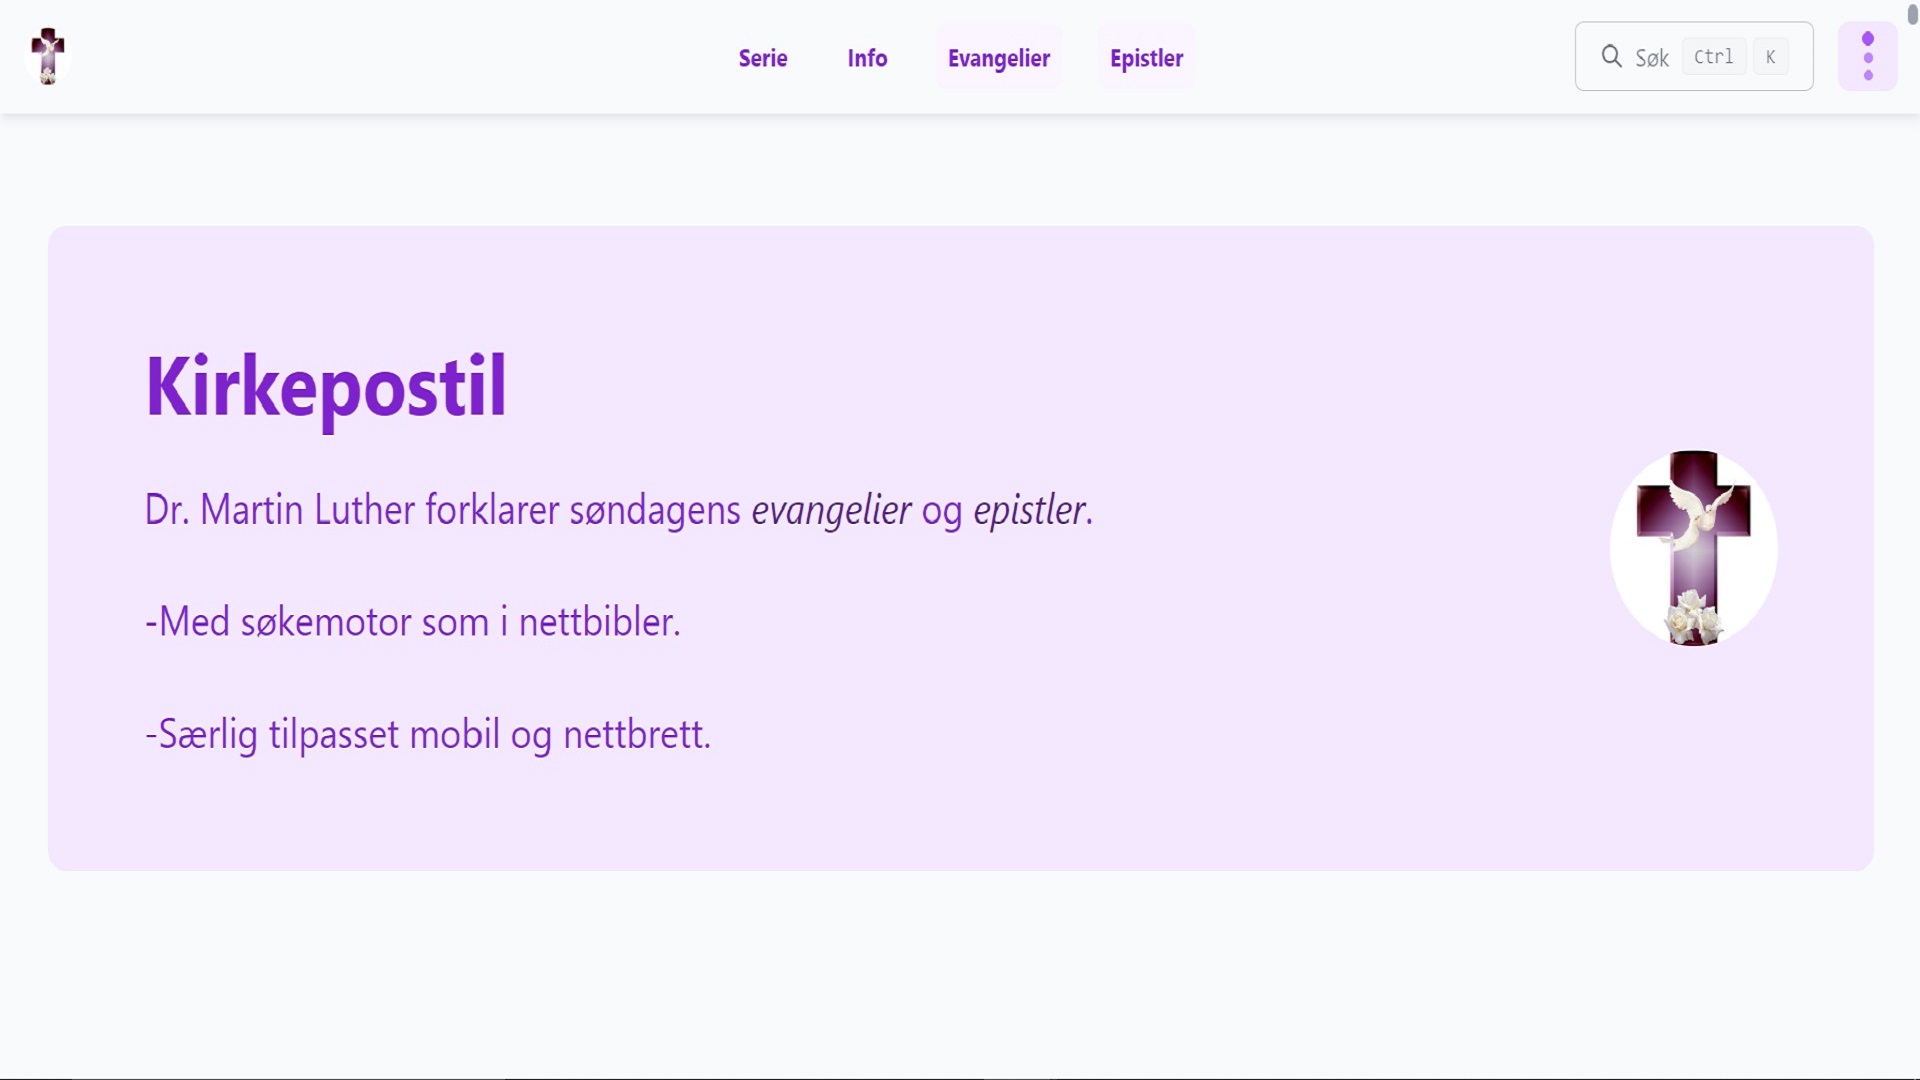 Serie Info Evangelier Epistler Søk Ctrl K
Kirkepostil
Dr. Martin Luther forklarer søndagens evangelier og epistler.
-Med søkemotor som i nettbibler.
-Særlig tilpasset mobil og nettbrett.